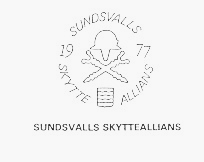 SUNDSVALLS
19 77
SKYTTE ALLIANS
SUNDSVALLS SKYTTEALLIANS